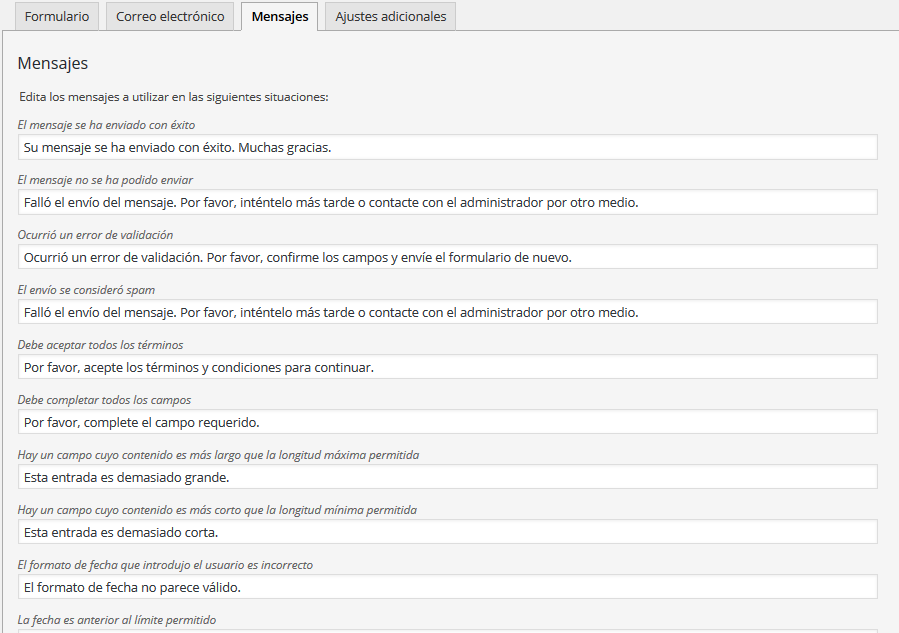 Formulario
Correo electrónico
Mensajes
Ajustes adicionales
Mensajes
Edita los mensajes a utilizar en las siguientes situaciones:
El mensaje se ha enviado con éxito
Su mensaje se ha enviado con éxito. Muchas gracias.
El mensaje no se ha podido enviar
Falló el envío del mensaje. Por favor, inténtelo más tarde o contacte con el administrador por otro medio.
Ocurrió un error de validación
Ocurrió un error de validación. Por favor, confirme los campos y envíe el formulario de nuevo.
El envío se consideró spam
Falló el envío del mensaje. Por favor, inténtelo más tarde o contacte con el administrador por otro medio.
Debe aceptar todos los términos
Por favor, acepte los términos y condiciones para continuar.
Debe completar todos los campos
Por favor, complete el campo requerido.
Hay un campo cuyo contenido es más largo que la longitud máxima permitida
Esta entrada es demasiado grande.
Hay un campo cuyo contenido es más corto que la longitud mínima permitida
Esta entrada es demasiado corta.
El formato de fecha que introdujo el usuario es incorrecto
El formato de fecha no parece válido.
La fecha es anterior al límite permitido